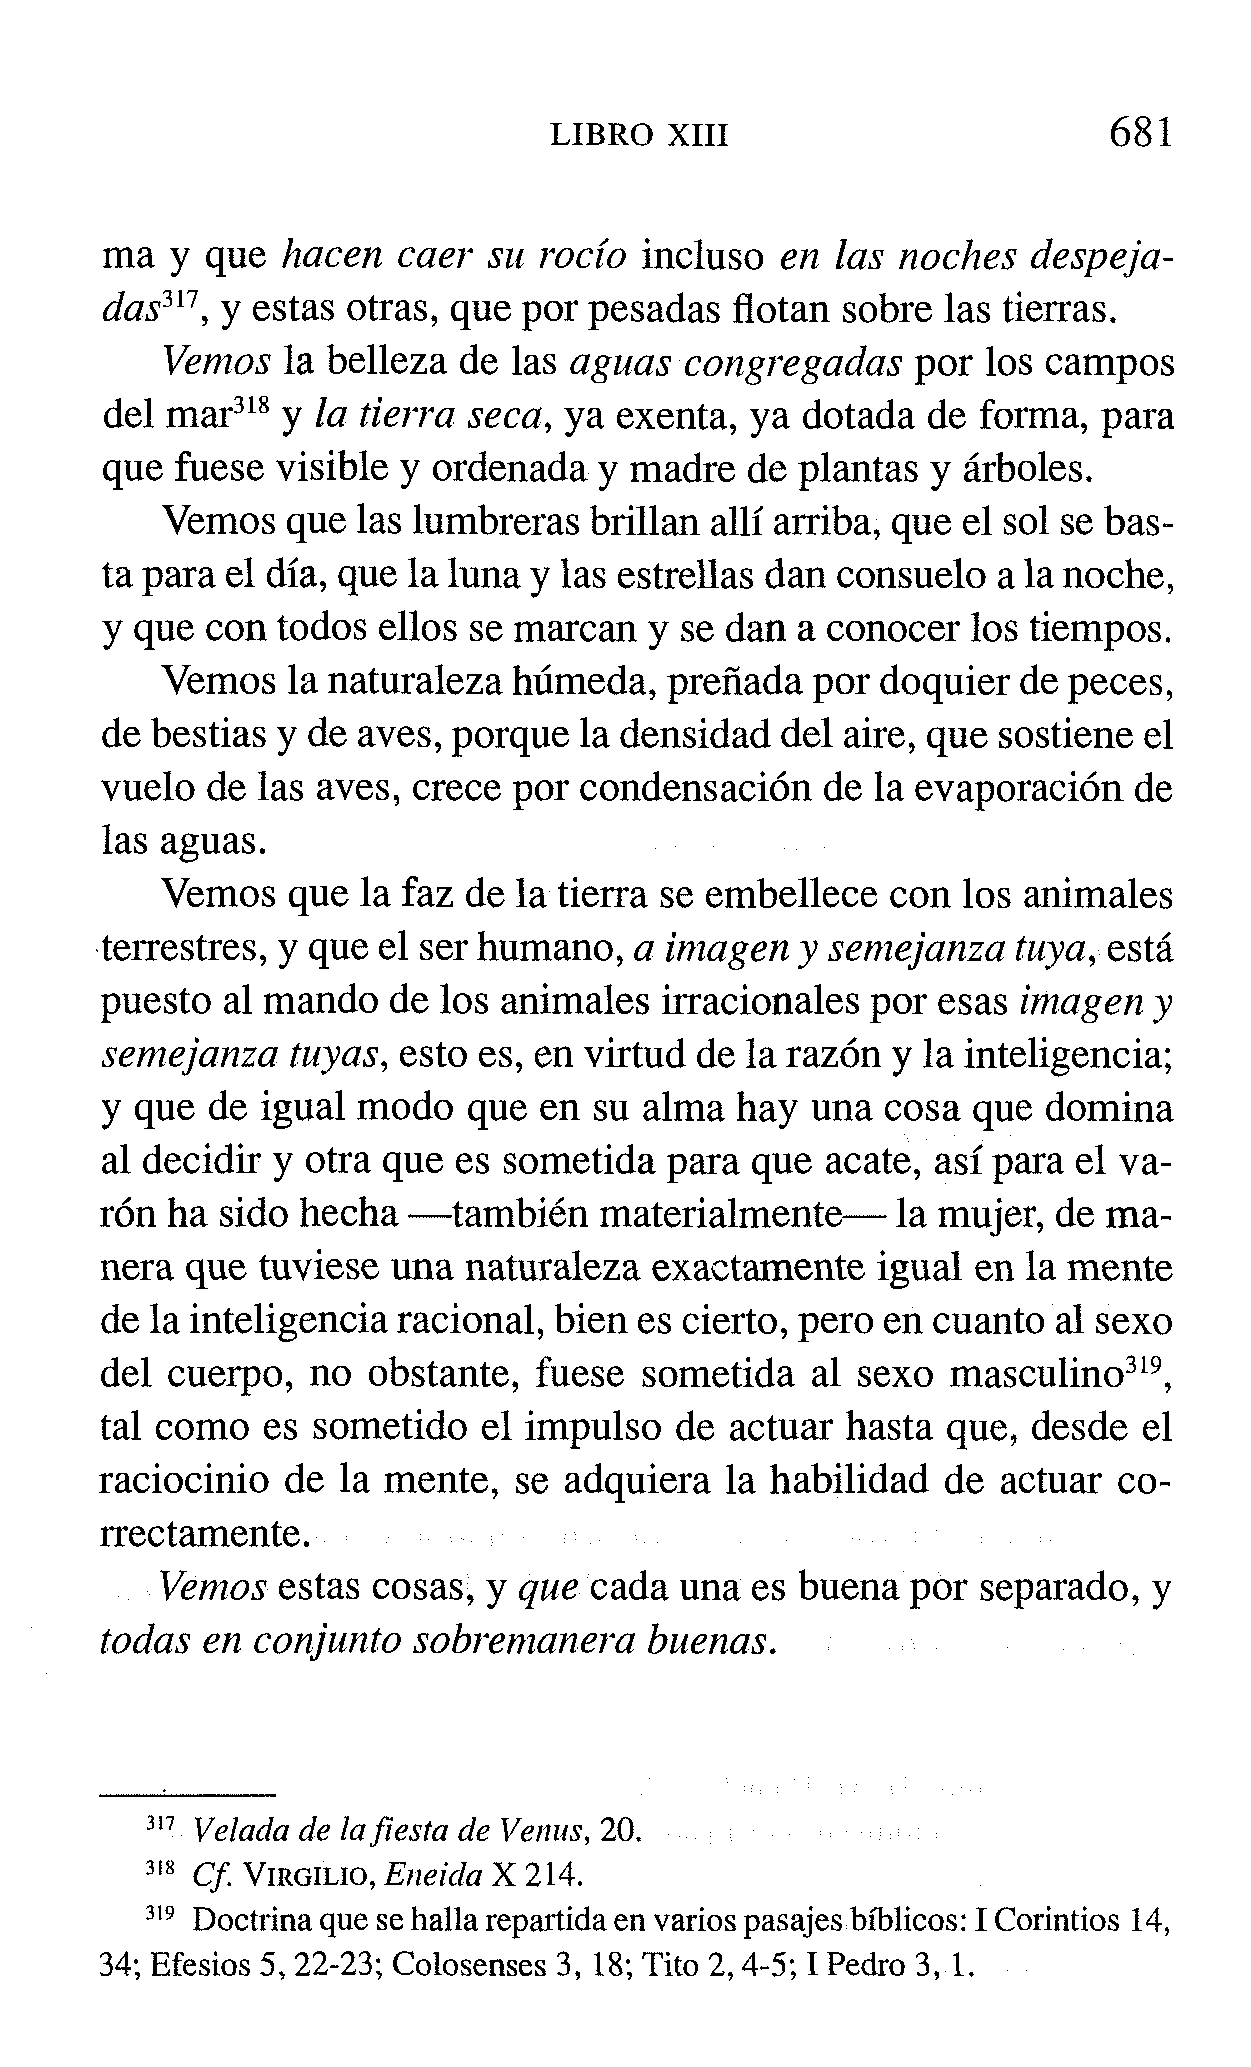 LIBRO XIII 681
ma y que hacen caer su rocío incluso en las noches despeja-
das³¹⁷, y estas otras, que por pesadas flotan sobre las tierras.
Vemos la belleza de las aguas congregadas por los campos
del mar³¹⁸ y la tierra seca, ya exenta, ya dotada de forma, para
que fuese visible y ordenada y madre de plantas y árboles.
Vemos que las lumbreras brillan allí arriba, que el sol se bas-
ta para el día, que la luna y las estrellas dan consuelo a la noche,
y que con todos ellos se marcan y se dan a conocer los tiempos.
Vemos la naturaleza húmeda, preñada por doquier de peces,
de bestias y de aves, porque la densidad del aire, que sostiene el
vuelo de las aves, crece por condensación de la evaporación de
las aguas.
Vemos que la faz de la tierra se embellece con los animales
terrestres, y que el ser humano, a imagen y semejanza tuya, está
puesto al mando de los animales irracionales por esas imagen y
semejanza tuyas, esto es, en virtud de la razón y la inteligencia;
y que de igual modo que en su alma hay una cosa que domina
al decidir y otra que es sometida para que acate, así para el va-
rón ha sido hecha —también materialmente— la mujer, de ma-
nera que tuviese una naturaleza exactamente igual en la mente
de la inteligencia racional, bien es cierto, pero en cuanto al sexo
del cuerpo, no obstante, fuese sometida al sexo masculino³¹⁹,
tal como es sometido el impulso de actuar hasta que, desde el
raciocinio de la mente, se adquiera la habilidad de actuar co-
rrectamente.
Vemos estas cosas, y que cada una es buena por separado, y
todas en conjunto sobremanera buenas.
³¹⁷ Velada de la fiesta de Venus, 20.
³¹⁸ Cf. VIRGILIO, Eneida X 214.
³¹⁹ Doctrina que se halla repartida en varios pasajes bíblicos: I Corintios 14,
34; Efesios 5, 22-23; Colosenses 3, 18; Tito 2, 4-5; I Pedro 3, 1.